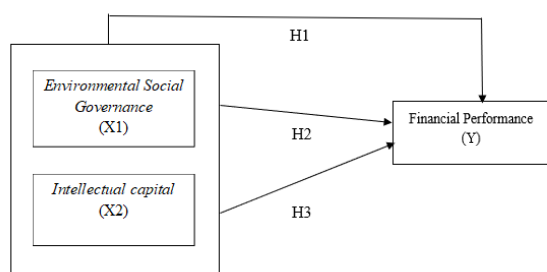 H1
Environmental Social
Governance
(X1)
H2
Financial Performance
(Y)
Intellectual capital
(X2)
H3